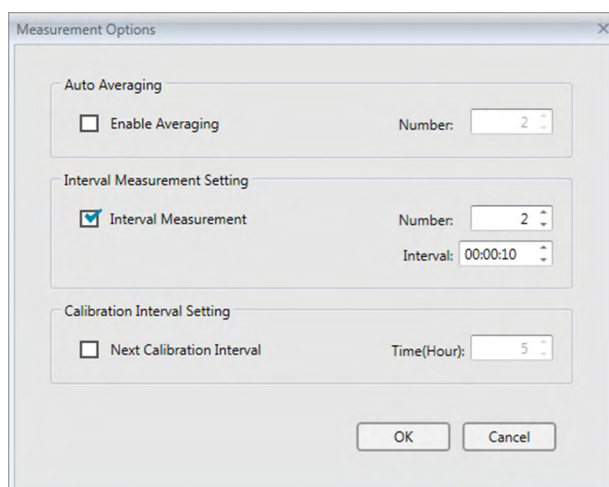 Measurement Options
Auto Averaging
Enable Averaging Number: 2
Interval Measurement Setting
Interval Measurement Number: 2
Interval: 00:00:10
Calibration Interval Setting
Next Calibration Interval Time(Hour): 5
OK Cancel